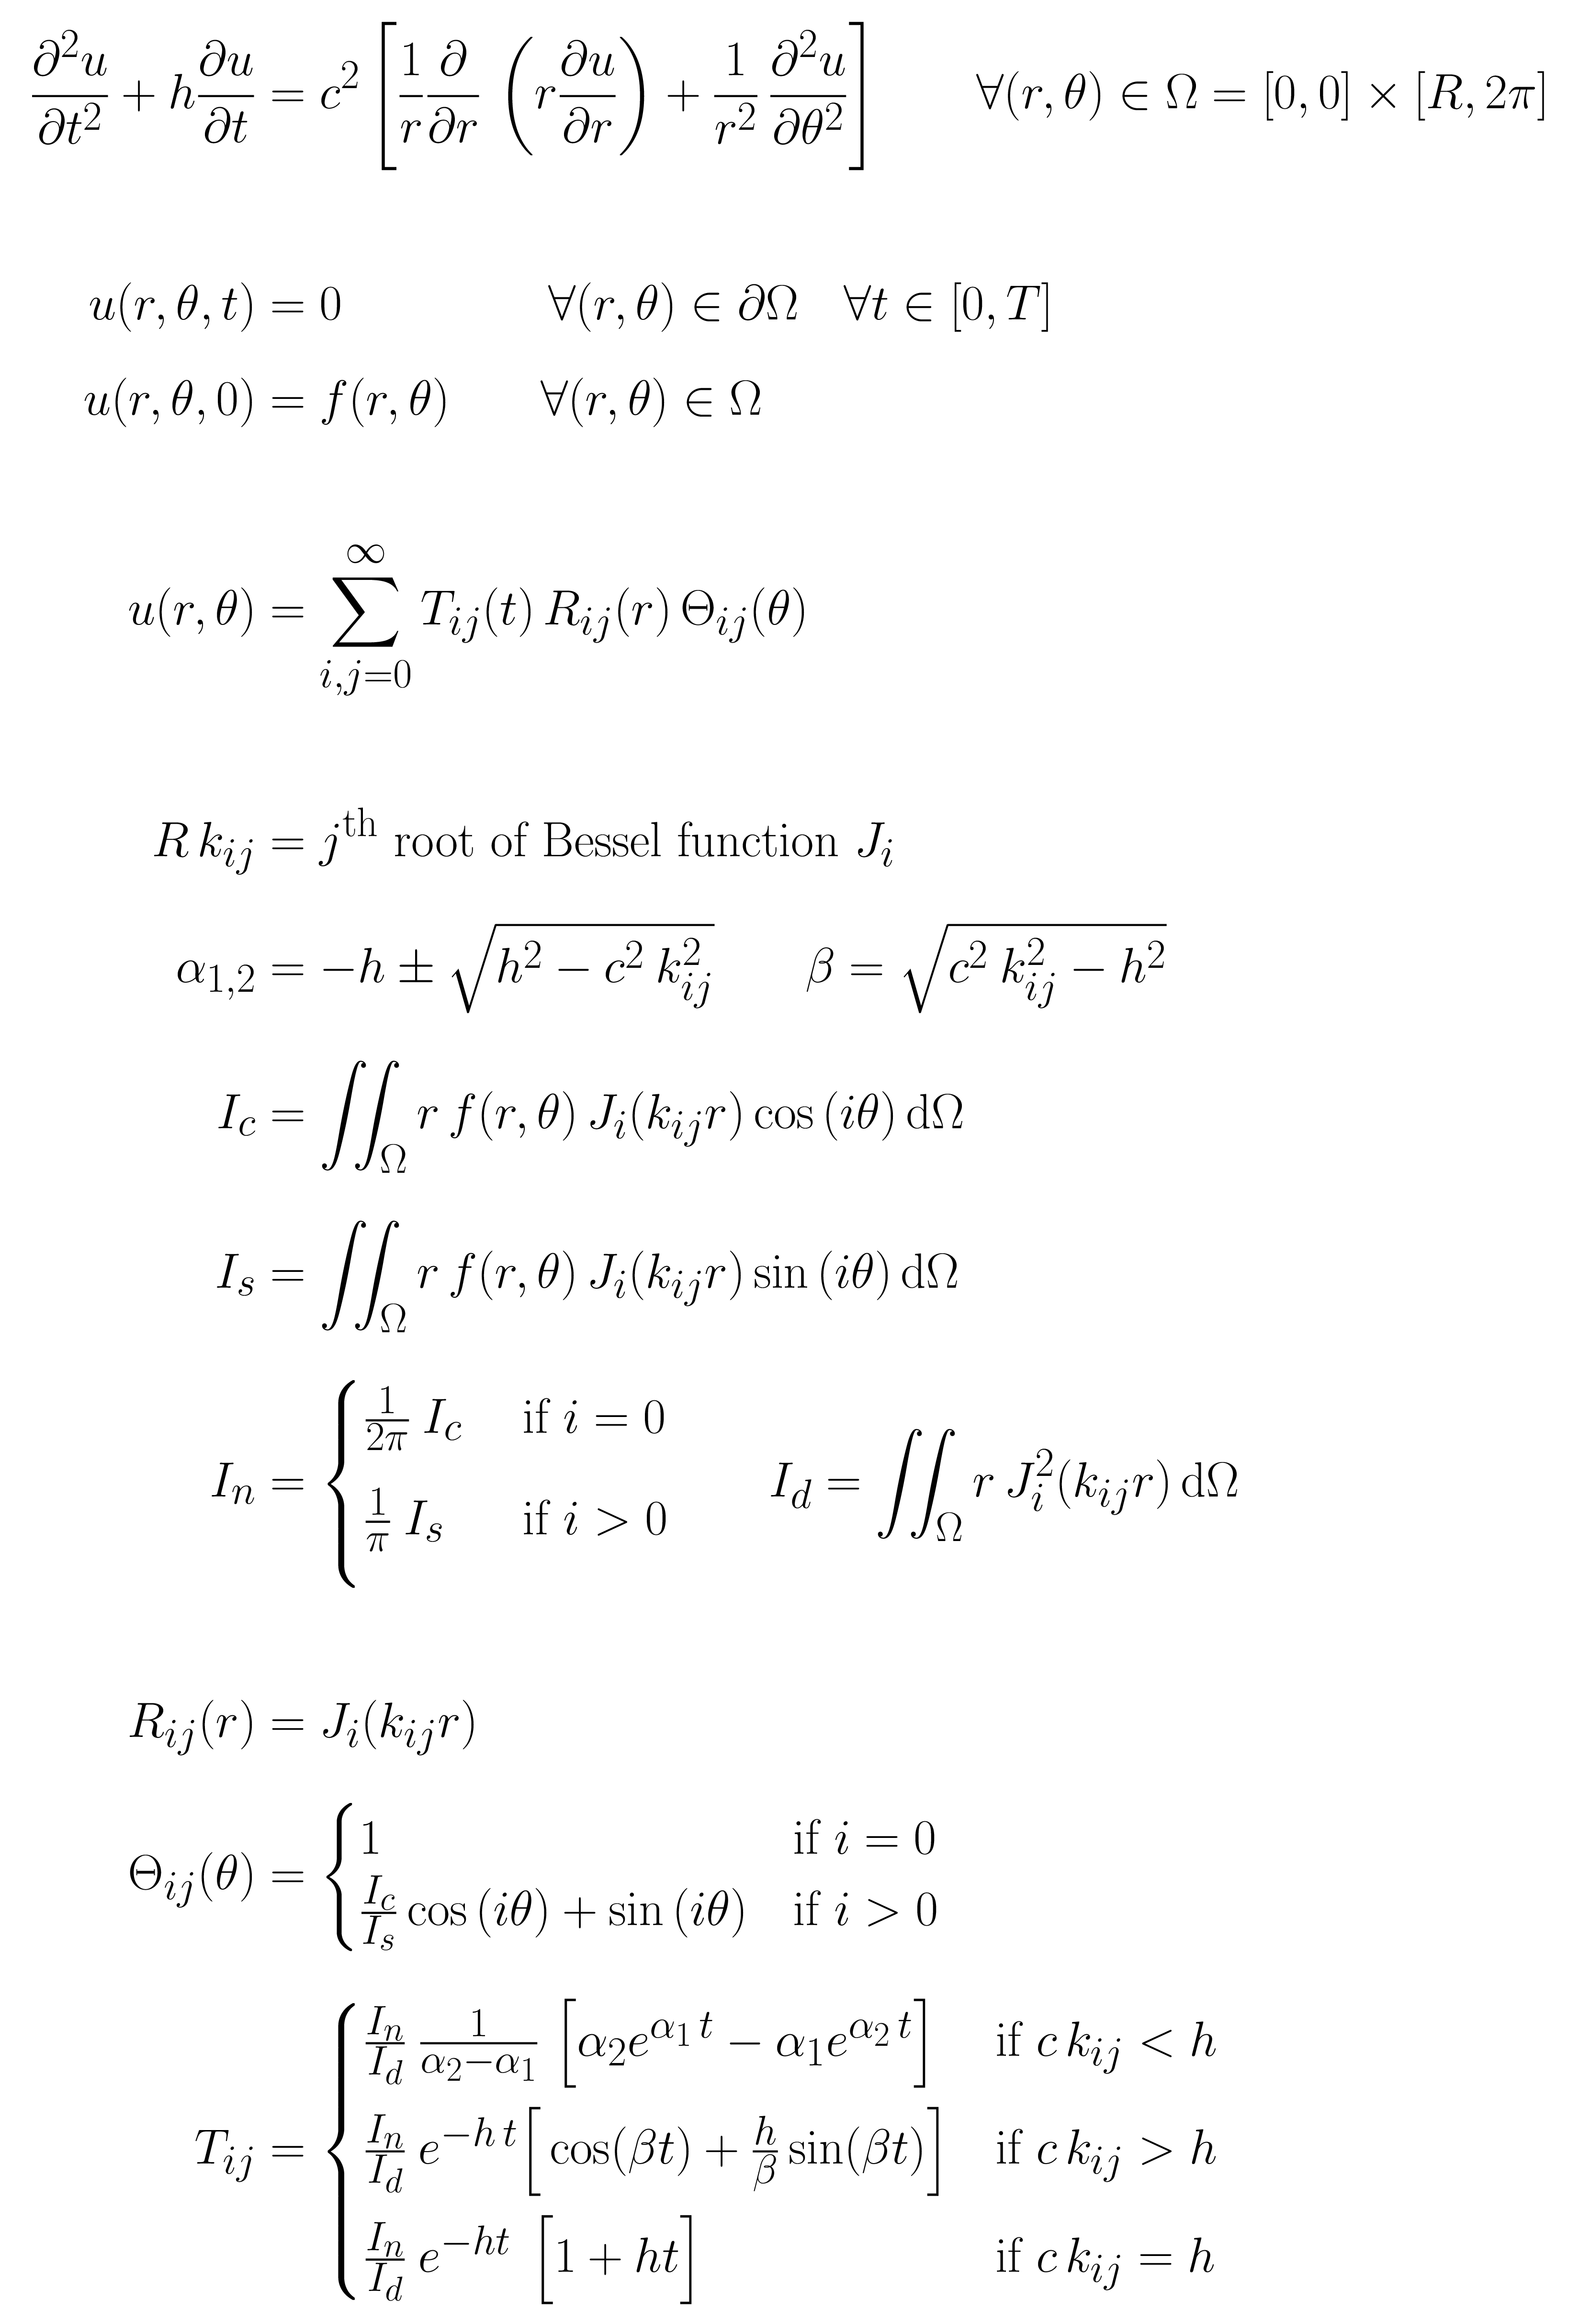 \frac{\partial^2 u}{\partial t^2} + h\frac{\partial u}{\partial t} = c^2 \left[ \frac{1}{r}\frac{\partial}{\partial r} \left( r\frac{\partial u}{\partial r} \right) + \frac{1}{r^2}\frac{\partial^2 u}{\partial \theta^2} \right] \quad \forall(r,\theta) \in \Omega = [0,0] \times [R,2\pi]
u(r,\theta,t) = 0 \quad \forall(r,\theta) \in \partial\Omega \quad \forall t \in [0,T]
u(r,\theta,0) = f(r,\theta) \quad \forall(r,\theta) \in \Omega
u(r,\theta) = \sum_{i,j=0}^{\infty} T_{ij}(t) \, R_{ij}(r) \, \Theta_{ij}(\theta)
R \, k_{ij} = j^{\text{th}} \text{ root of Bessel function } J_i
\alpha_{1,2} = -h \pm \sqrt{h^2 - c^2 \, k_{ij}^2} \quad \beta = \sqrt{c^2 \, k_{ij}^2 - h^2}
I_c = \iint_{\Omega} r \, f(r,\theta) \, J_i(k_{ij}r) \cos(i\theta) \, \mathrm{d}\Omega
I_s = \iint_{\Omega} r \, f(r,\theta) \, J_i(k_{ij}r) \sin(i\theta) \, \mathrm{d}\Omega
I_n = \begin{cases} \frac{1}{2\pi} I_c & \text{if } i = 0 \\ \frac{1}{\pi} I_s & \text{if } i > 0 \end{cases} \quad I_d = \iint_{\Omega} r \, J_i^2(k_{ij}r) \, \mathrm{d}\Omega
R_{ij}(r) = J_i(k_{ij}r)
\Theta_{ij}(\theta) = \begin{cases} 1 & \text{if } i = 0 \\ \frac{I_c}{I_s} \cos(i\theta) + \sin(i\theta) & \text{if } i > 0 \end{cases}
T_{ij} = \begin{cases} \frac{I_n}{I_d} \frac{1}{\alpha_2 - \alpha_1} \left[ \alpha_2 e^{\alpha_1 t} - \alpha_1 e^{\alpha_2 t} \right] & \text{if } c \, k_{ij} < h \\ \frac{I_n}{I_d} e^{-h t} \left[ \cos(\beta t) + \frac{h}{\beta} \sin(\beta t) \right] & \text{if } c \, k_{ij} > h \\ \frac{I_n}{I_d} e^{-ht} \left[ 1 + ht \right] & \text{if } c \, k_{ij} = h \end{cases}